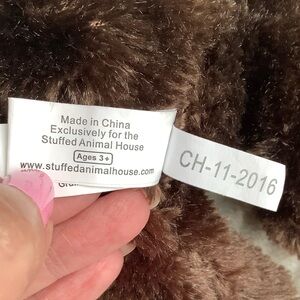 Made in China
Exclusively for the
Stuffed Animal House
Ages 3+
www.stuffedanimalhouse.com
CH-11-2016